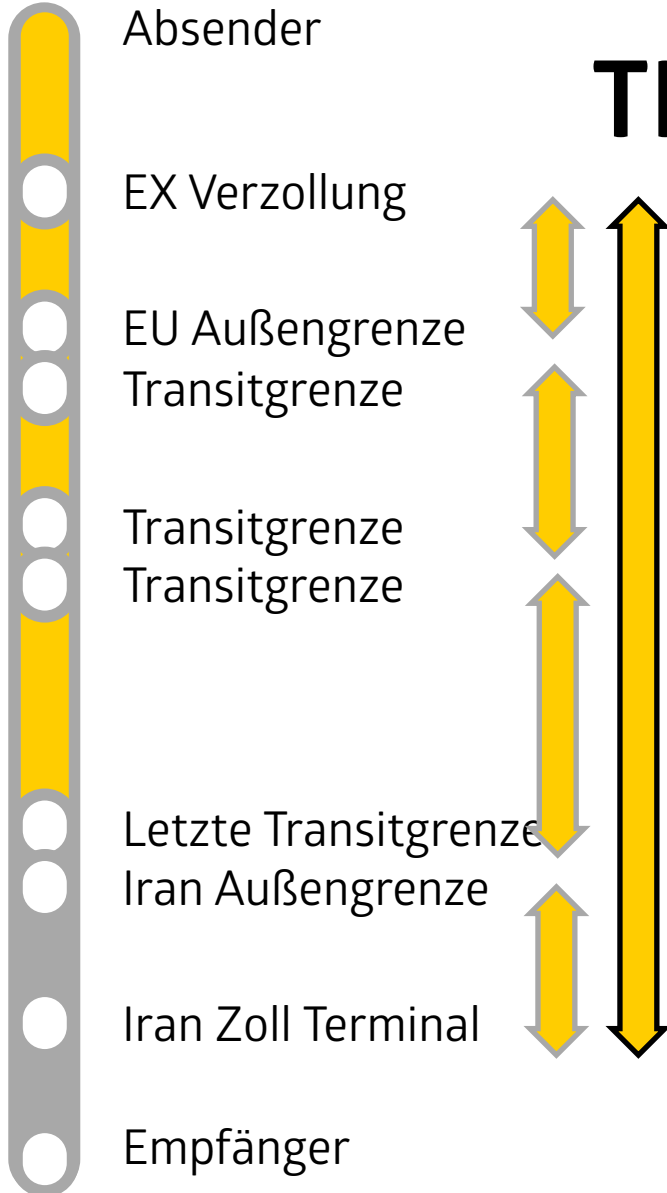 Absender
EX Verzollung
EU Außengrenze
Transitgrenze
Transitgrenze
Transitgrenze
Letzte Transitgrenze
Iran Außengrenze
Iran Zoll Terminal
Empfänger